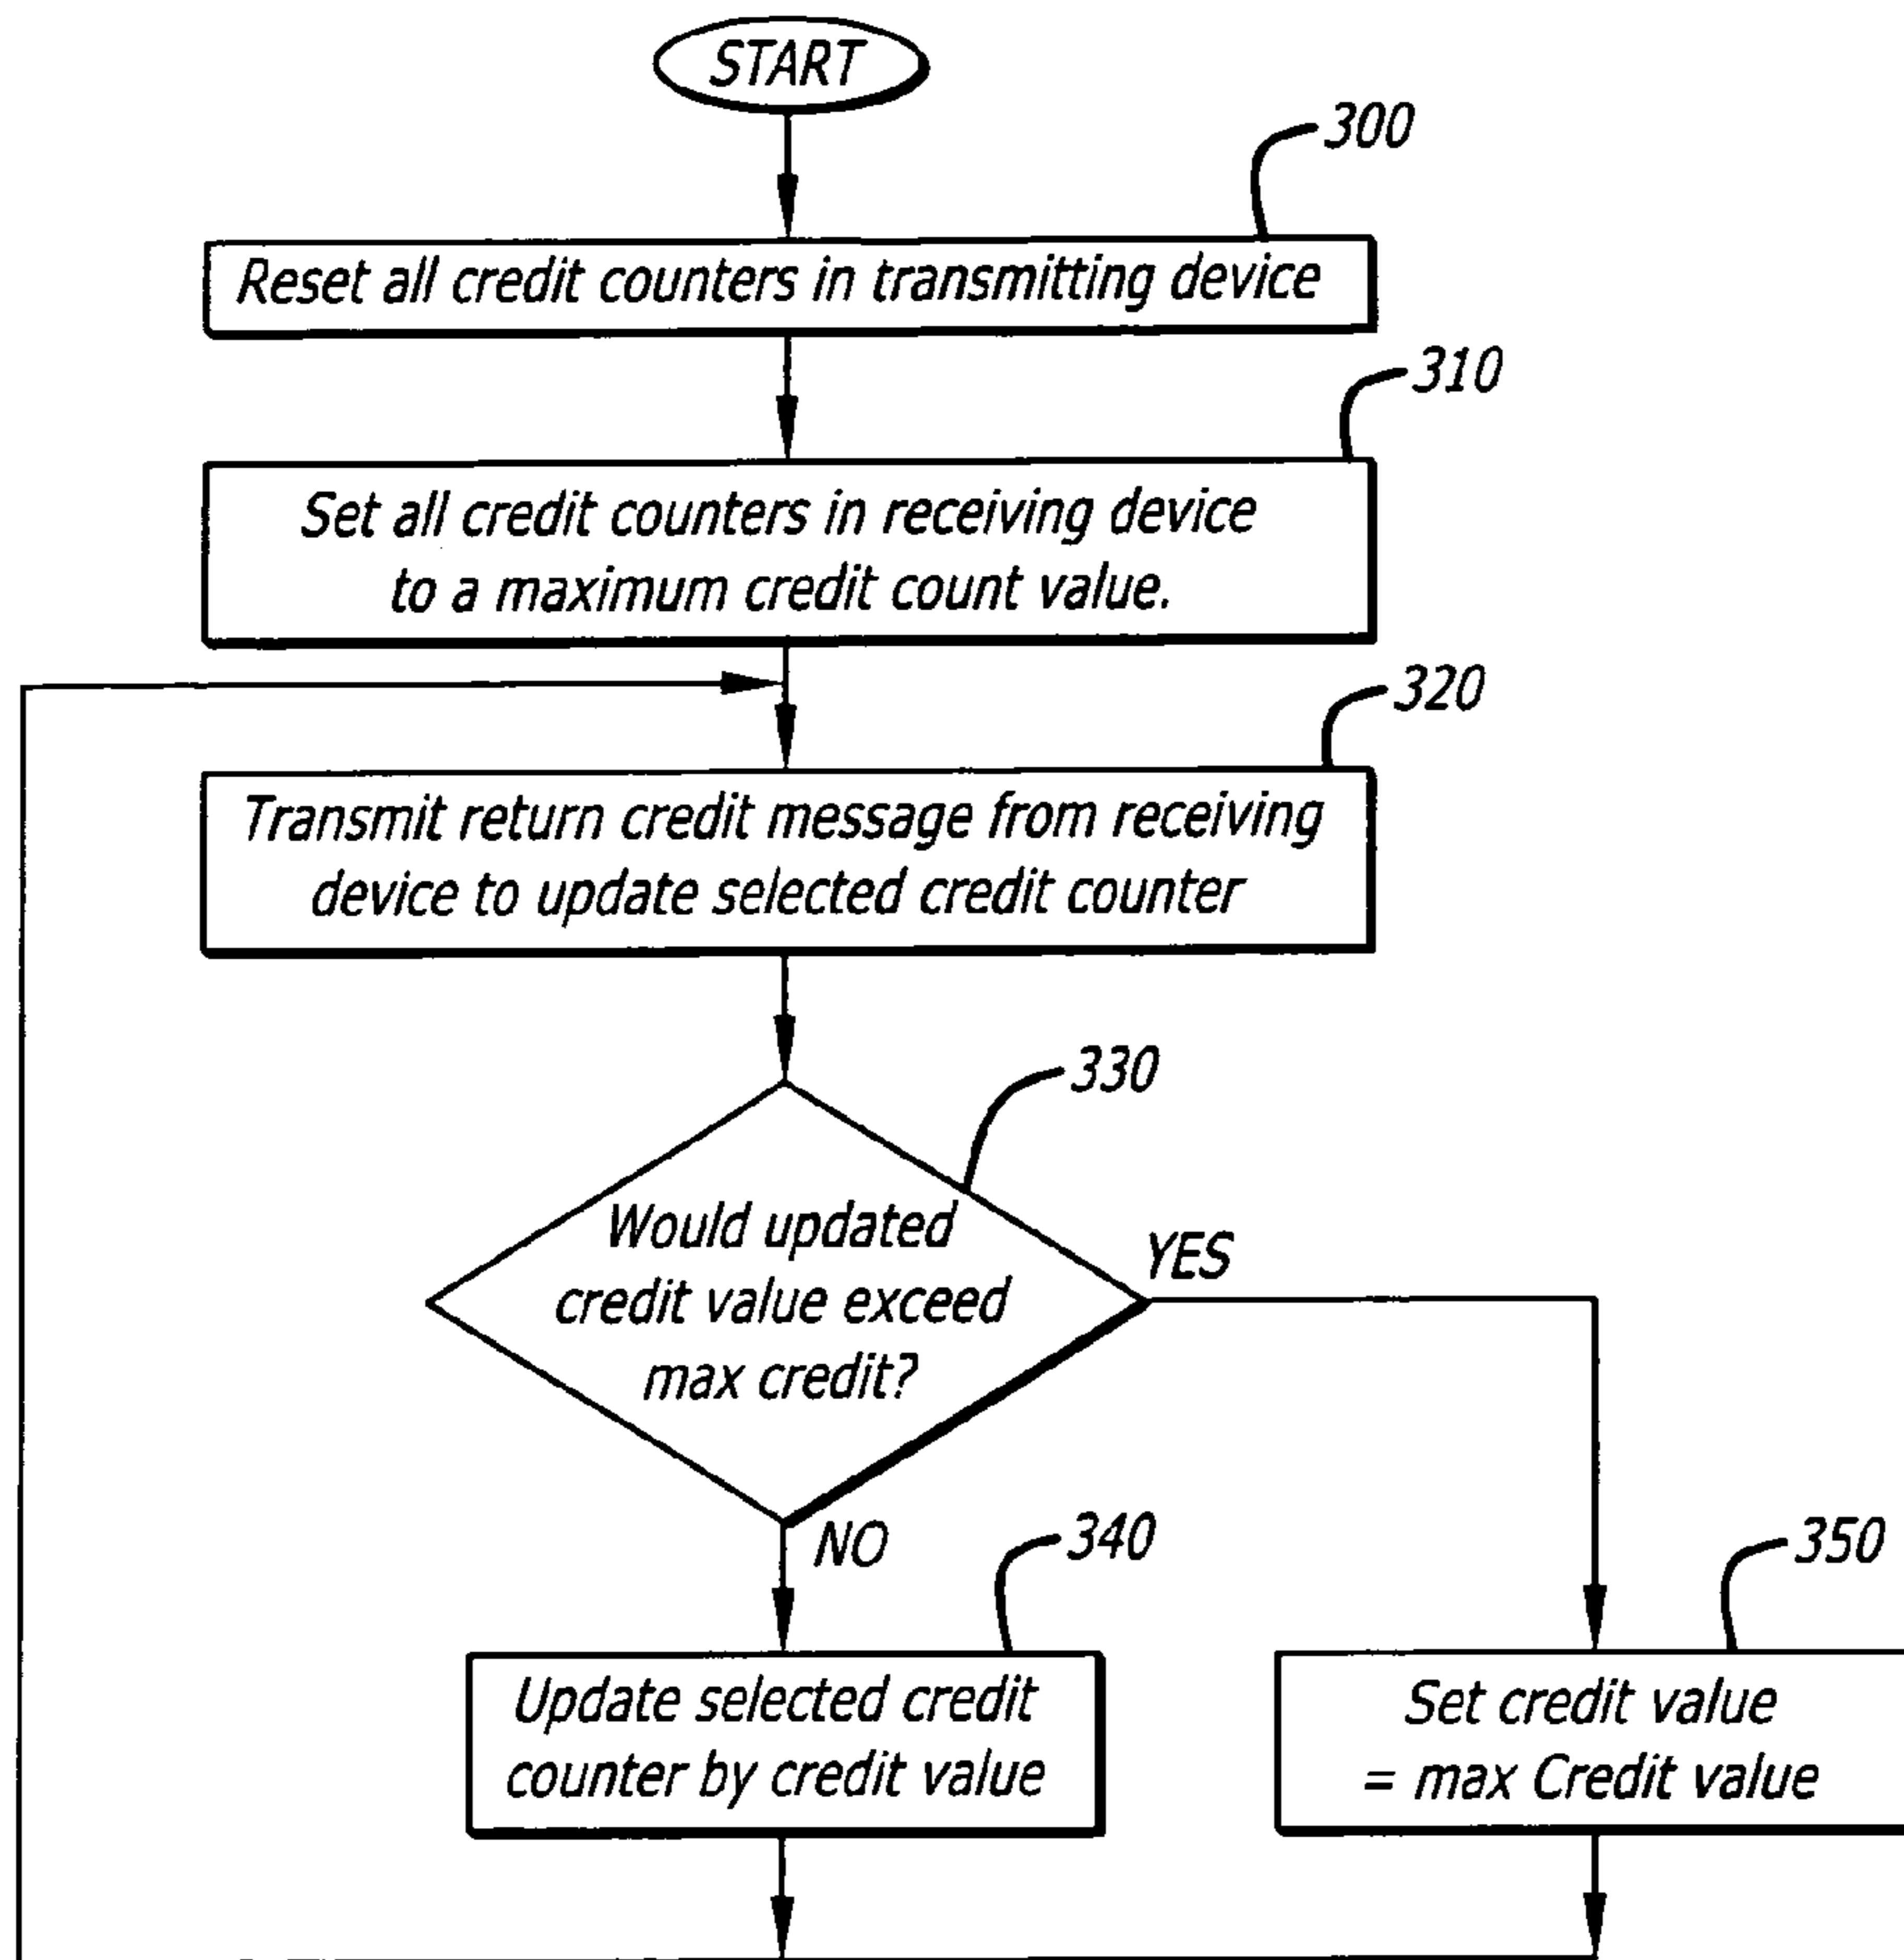 START
300
Reset all credit counters in transmitting device
310
Set all credit counters in receiving device
to a maximum credit count value.
320
Transmit return credit message from receiving
device to update selected credit counter
330
Would updated
credit value exceed
max credit?
YES
NO
340
350
Update selected credit
counter by credit value
Set credit value
= max Credit value